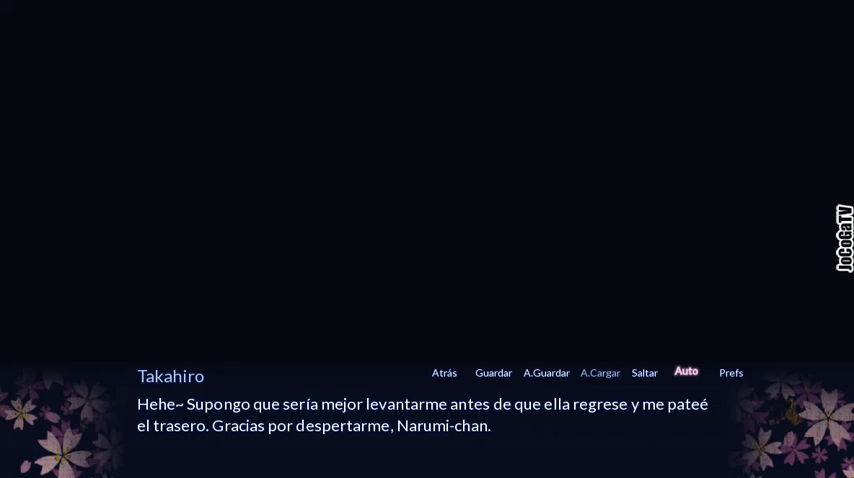 JoCoGaTV
Takahiro
Atrás Guardar A.Guardar A.Cargar Saltar Auto Prefs
Hehe~ Supongo que sería mejor levantarme antes de que ella regrese y me pateé
el trasero. Gracias por despertarme, Narumi-chan.